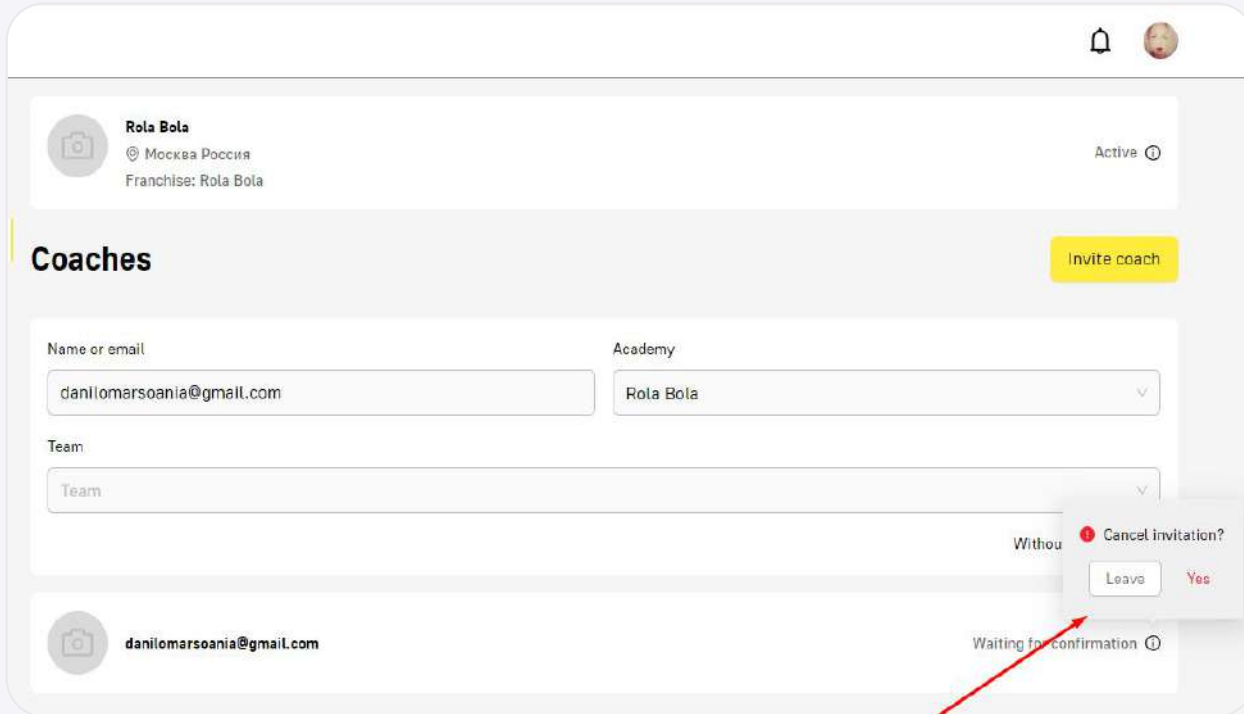 Rola Bola
Москва Россия
Franchise: Rola Bola
Active
Coaches
Invite coach
Name or email
Academy
danilomarsoania@gmail.com
Rola Bola
Team
Team
Cancel invitation?
Leave
Yes
danilomarsoania@gmail.com
Waiting for confirmation